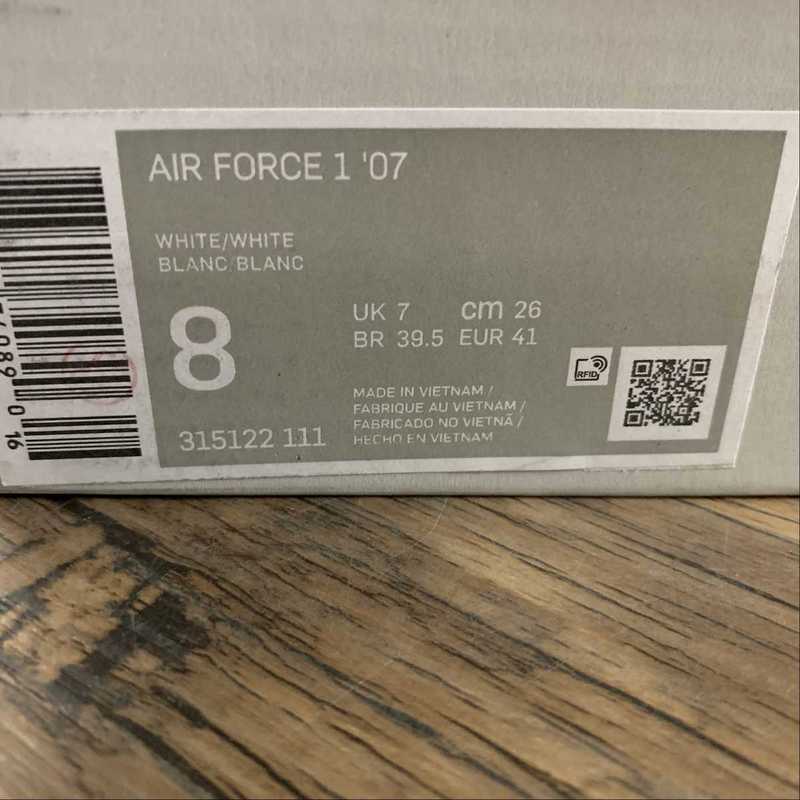 AIR FORCE 1 '07
WHITE/WHITE
BLANC/BLANC
8
UK 7 cm 26
BR 39.5 EUR 41
RFID
MADE IN VIETNAM /
FABRIQUE AU VIETNAM /
FABRICADO NO VIETNÃ /
HECHO EN VIETNAM
315122 111